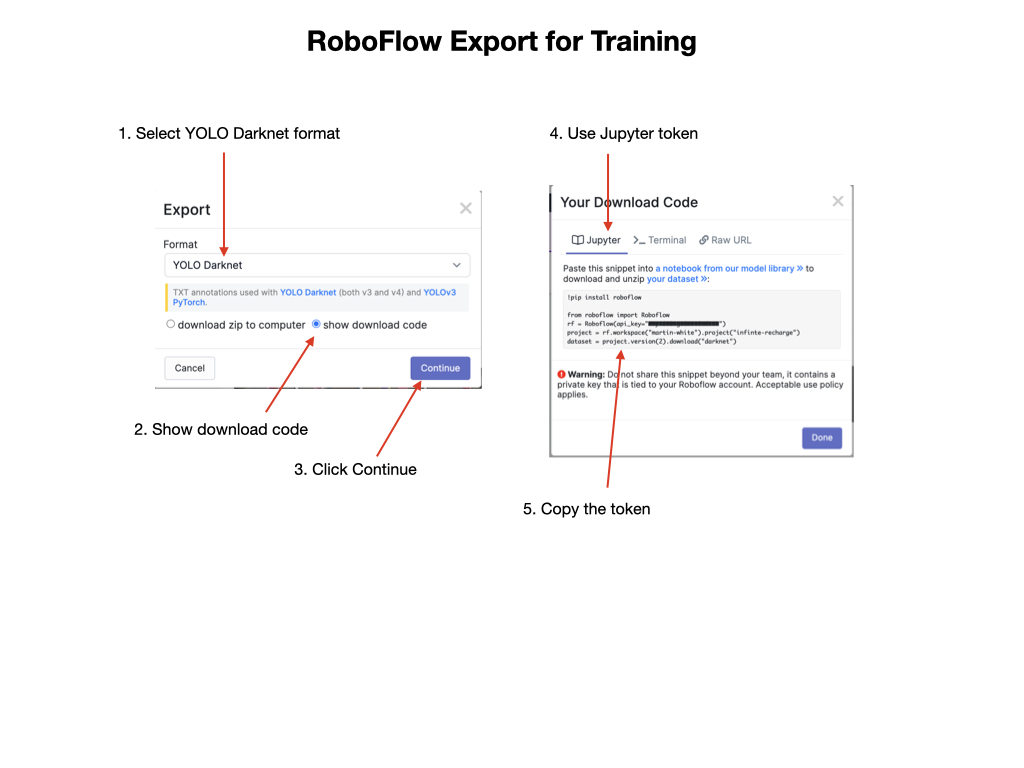 RoboFlow Export for Training
1. Select YOLO Darknet format
Export
Format
YOLO Darknet
TXT annotations used with YOLO Darknet (both v3 and v4) and YOLOv3
PyTorch.
download zip to computer show download code
Cancel
Continue
2. Show download code
3. Click Continue
4. Use Jupyter token
Your Download Code
Jupyter Terminal Raw URL
Paste this snippet into a notebook from our model library » to
download and unzip your dataset »:
!pip install roboflow
from roboflow import Roboflow
rf = Roboflow(api_key="")
project = rf.workspace("martin-white").project("infinte-recharge")
dataset = project.version(2).download("darknet")
Warning: Do not share this snippet beyond your team, it contains a
private key that is tied to your Roboflow account. Acceptable use policy
applies.
Done
5. Copy the token